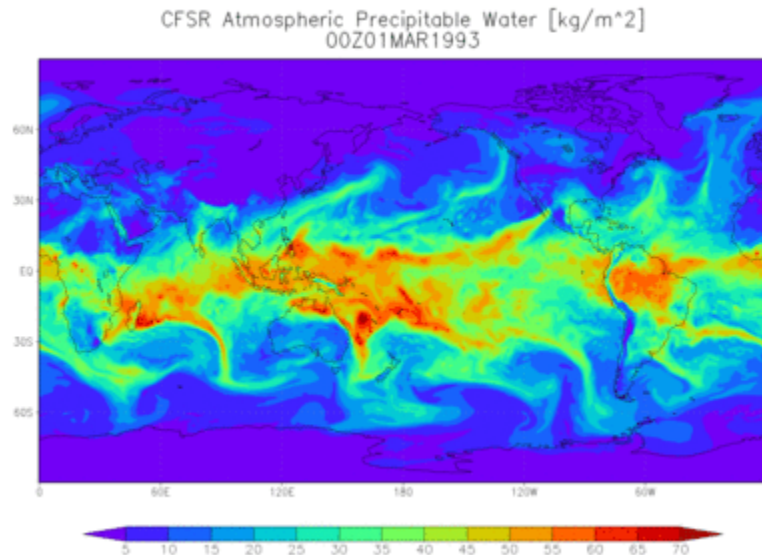 CFSR Atmospheric Precipitable Water [kg/m^2]
00Z01MAR1993
60N
30N
EQ
30S
60S
0 60E 120E 180 120W 60W
5 10 15 20 25 30 35 40 45 50 55 60 65 70